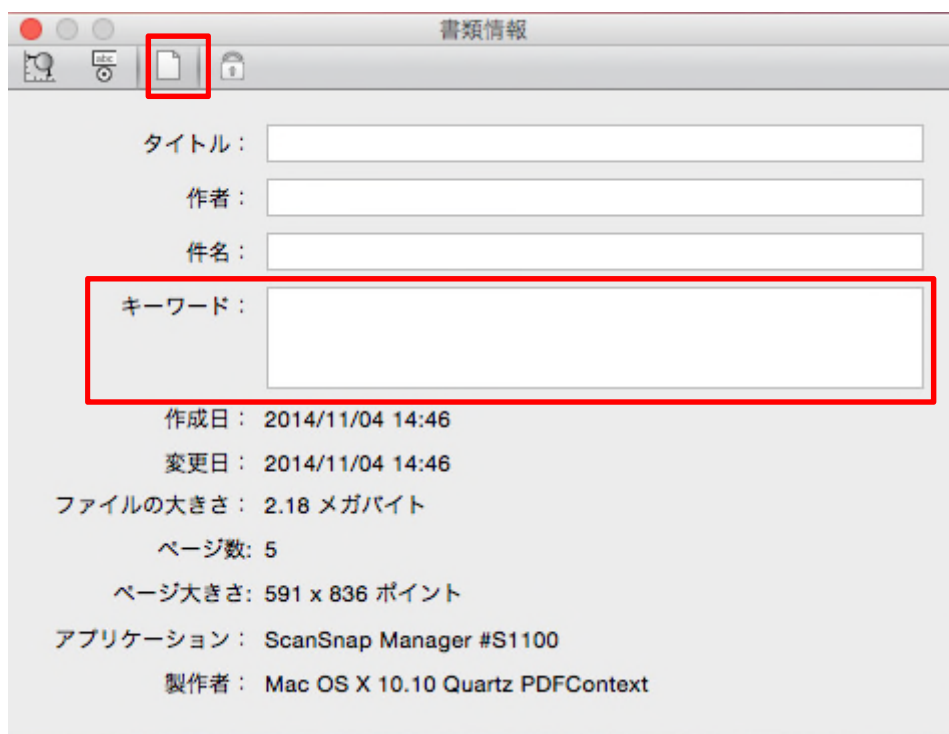 書類情報
abc
タイトル：
作者：
件名：
キーワード：
作成日： 2014/11/04 14:46
変更日： 2014/11/04 14:46
ファイルの大きさ： 2.18 メガバイト
ページ数: 5
ページ大きさ: 591 x 836 ポイント
アプリケーション： ScanSnap Manager #S1100
製作者： Mac OS X 10.10 Quartz PDFContext